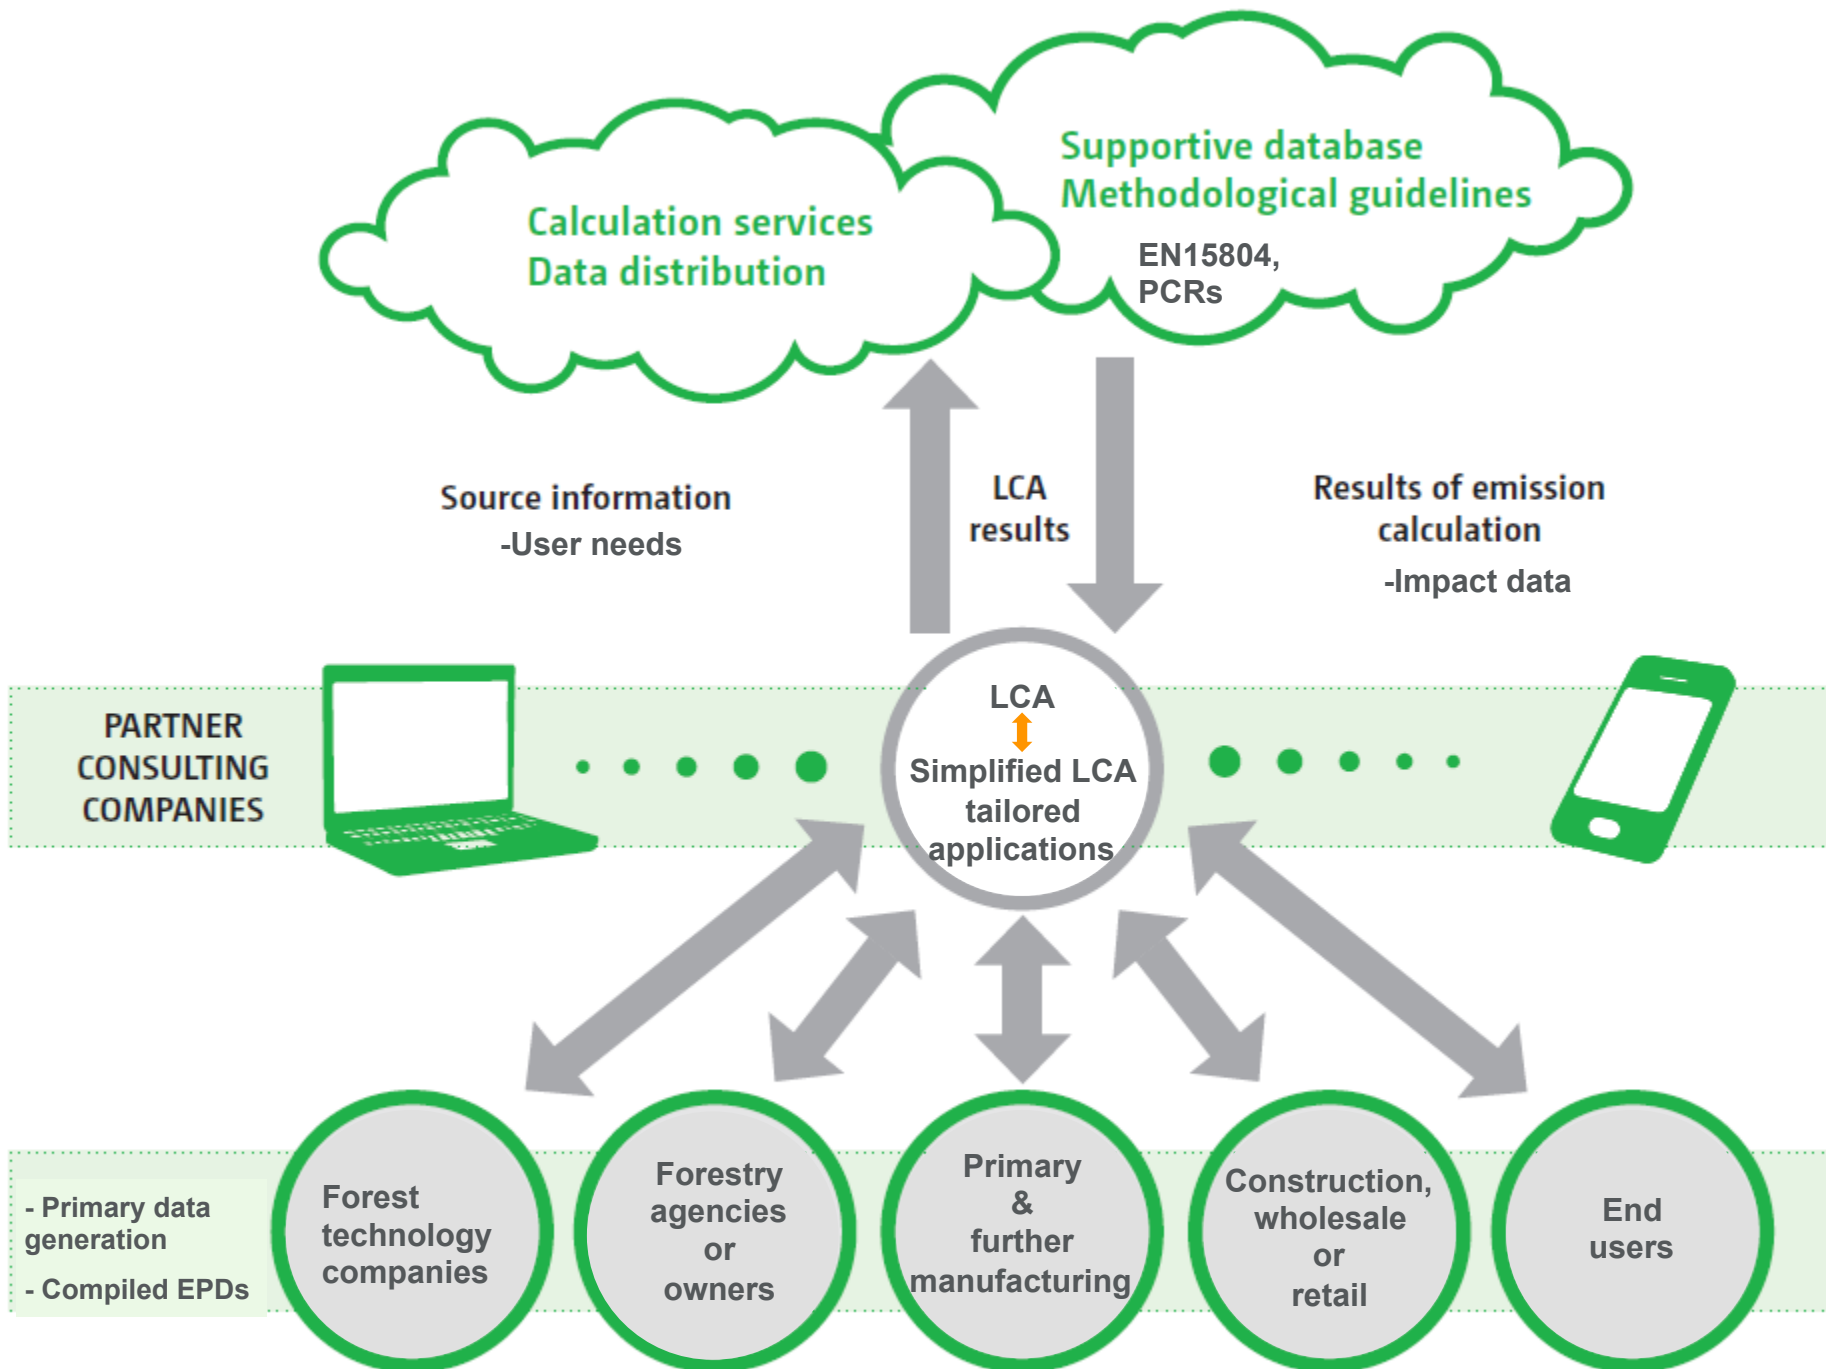 Supportive database
Methodological guidelines
EN15804,
PCRs
Calculation services
Data distribution
Source information
-User needs
LCA
results
Results of emission
calculation
-Impact data
PARTNER
CONSULTING
COMPANIES
LCA
Simplified LCA
tailored
applications
- Primary data
generation
- Compiled EPDs
Forest
technology
companies
Forestry
agencies
or
owners
Primary
&
further
manufacturing
Construction,
wholesale
or
retail
End
users